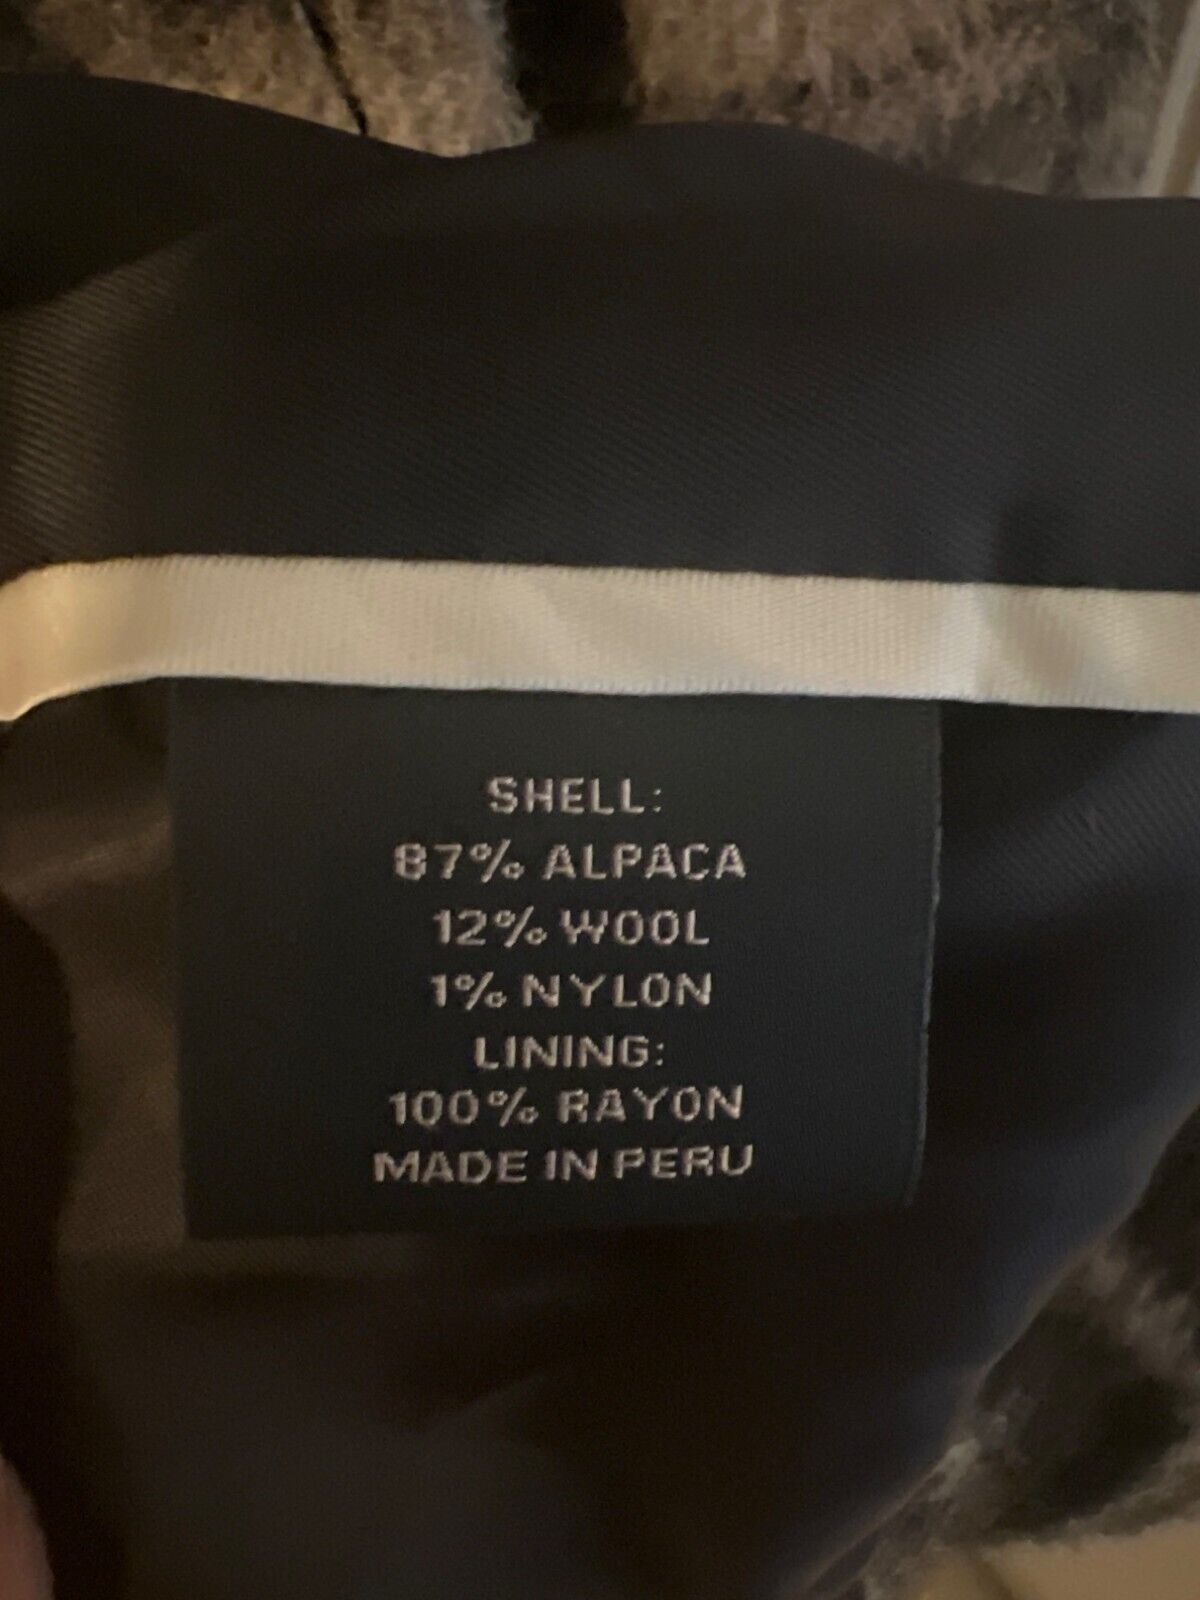 SHELL:
87% ALPACA
12% WOOL
1% NYLON
LINING:
100% RAYON
MADE IN PERU